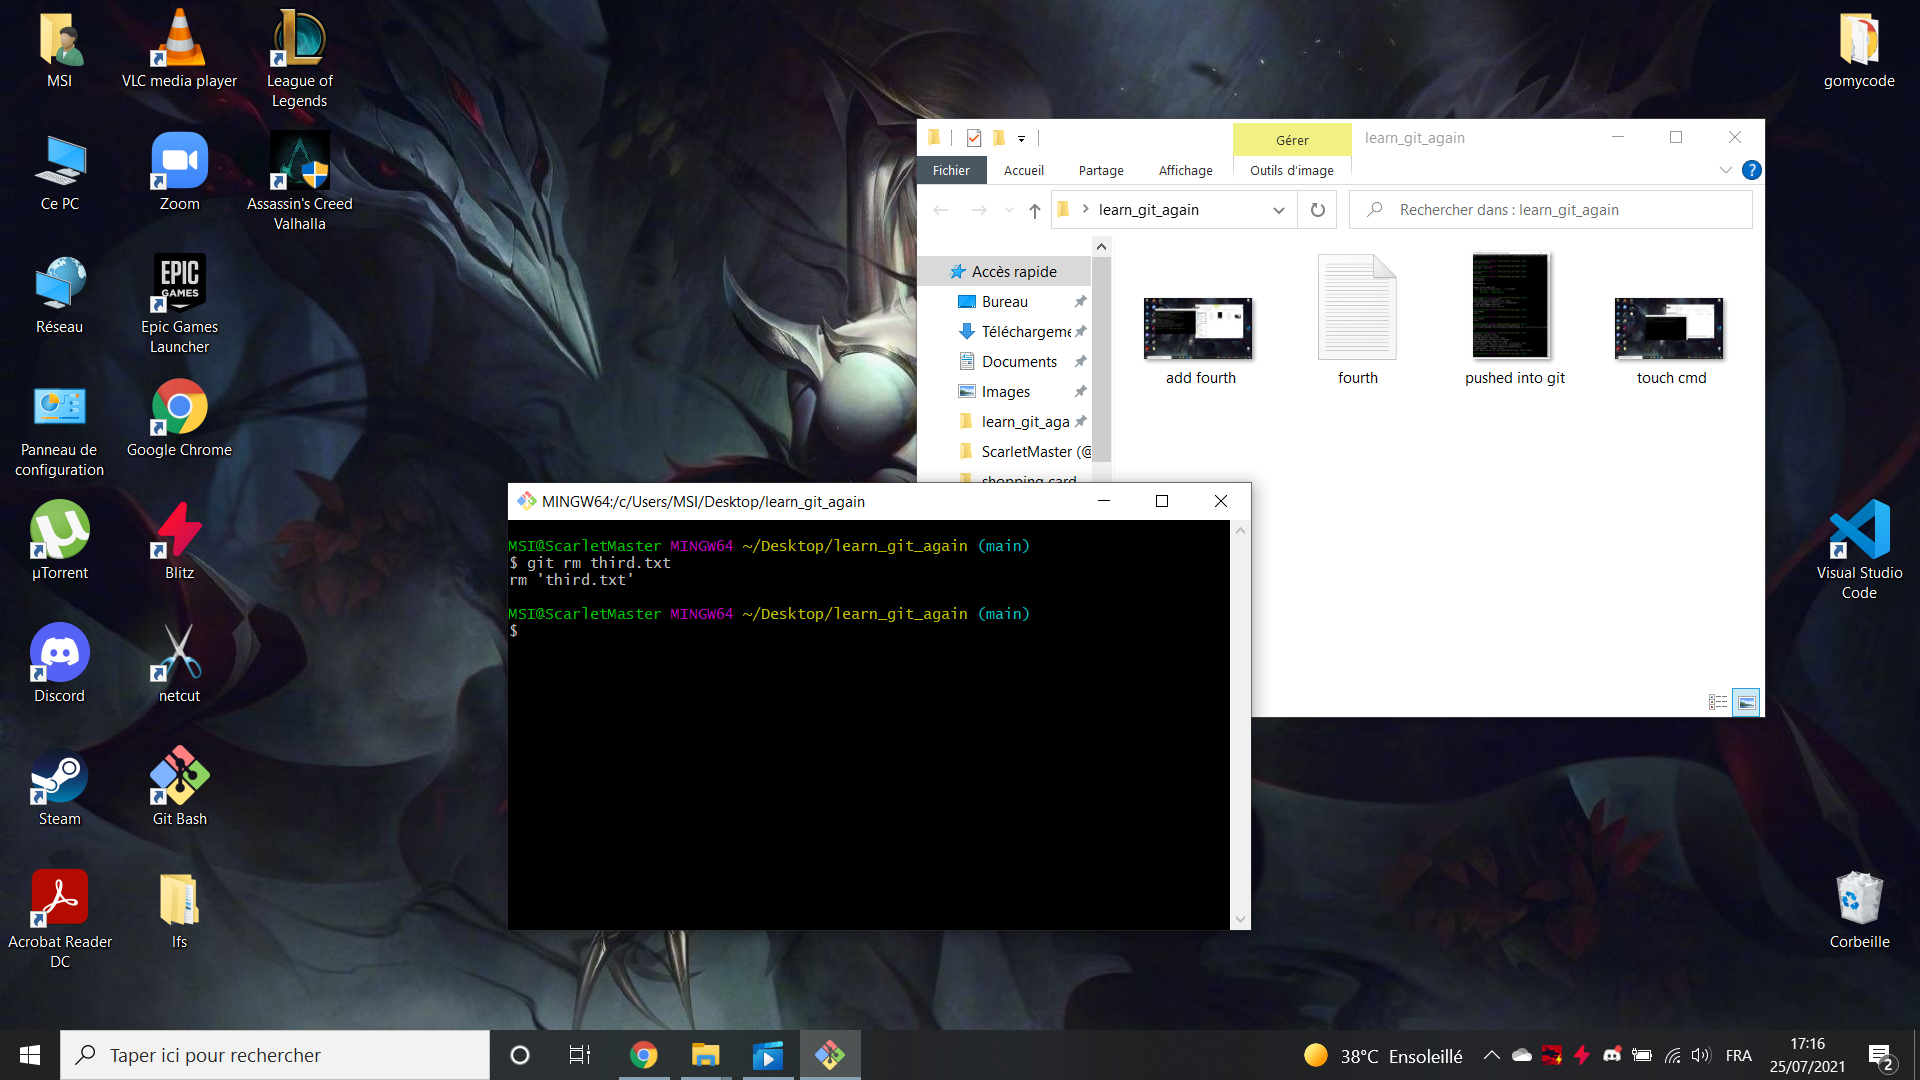 MSI
VLC media player
League of
Legends
gomycode
Ce PC
Zoom
Assassin's Creed
Valhalla
Réseau
EPIC
GAMES
Epic Games
Launcher
Panneau de
configuration
Google Chrome
µTorrent
Blitz
Visual Studio
Code
Discord
netcut
Steam
Git Bash
Acrobat Reader
DC
lfs
Corbeille
Gérer
learn_git_again
Fichier
Accueil
Partage
Affichage
Outils d'image
learn_git_again
Rechercher dans : learn_git_again
Accès rapide
Bureau
Téléchargeme
Documents
Images
learn_git_aga
ScarletMaster (@
shopping card
add fourth
fourth
pushed into git
touch cmd
MINGW64:/c/Users/MSI/Desktop/learn_git_again
MSI@ScarletMaster MINGW64 ~/Desktop/learn_git_again (main)
$ git rm third.txt
rm 'third.txt'
MSI@ScarletMaster MINGW64 ~/Desktop/learn_git_again (main)
$
Taper ici pour rechercher
38°C Ensoleillé
FRA
17:16
25/07/2021
2